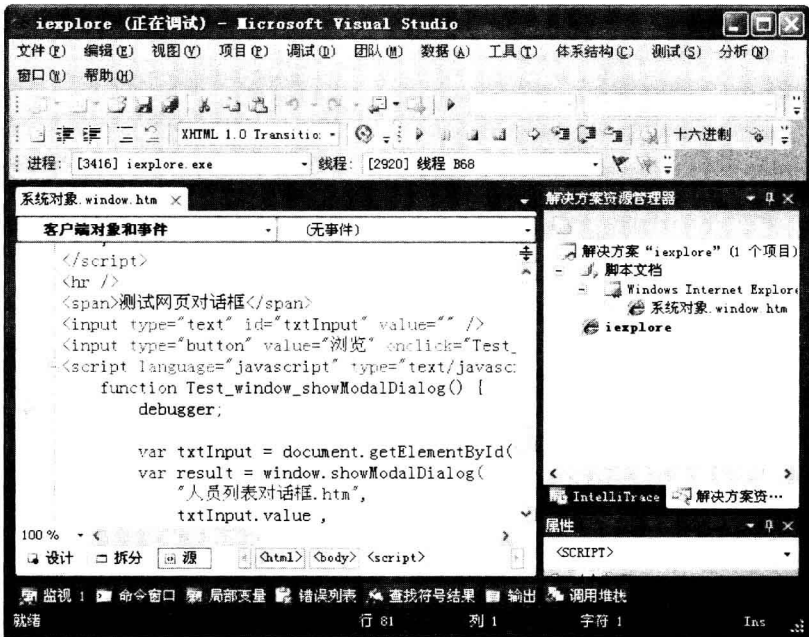 iexplore (正在调试) - Microsoft Visual Studio
文件(F) 编辑(E) 视图(V) 项目(P) 调试(D) 团队(M) 数据(A) 工具(T) 体系结构(C) 测试(S) 分析(N)
窗口(W) 帮助(H)
XHTML 1.0 Transitio: 十六进制
进程: [3416] iexplore.exe 线程: [2920] 线程 B68
系统对象.window.htm ×
客户端对象和事件 (无事件)
</script>
<hr />
<span>测试网页对话框</span>
<input type="text" id="txtInput" value="" />
<input type="button" value="浏览" onclick="Test_
<script language="javascript" type="text/javasc:
function Test_window_showModalDialog() {
debugger;
var txtInput = document.getElementById(
var result = window.showModalDialog(
"人员列表对话框.htm",
txtInput.value ,
100 %
设计 拆分 源 <html> <body> <script>
解决方案资源管理器
解决方案 "iexplore" (1 个项目)
脚本文档
Windows Internet Explore
系统对象.window.htm
iexplore
IntelliTrace 解决方案资…
属性
<SCRIPT>
监视 1 命令窗口 局部变量 错误列表 查找符号结果 输出 调用堆栈
就绪 行 81 列 1 字符 1 Ins